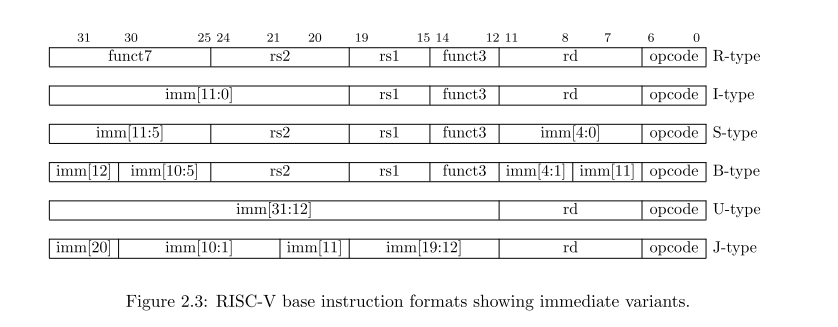 31 30 25 24 21 20 19 15 14 12 11 8 7 6 0
funct7 rs2 rs1 funct3 rd opcode R-type
imm[11:0] rs1 funct3 rd opcode I-type
imm[11:5] rs2 rs1 funct3 imm[4:0] opcode S-type
imm[12] imm[10:5] rs2 rs1 funct3 imm[4:1] imm[11] opcode B-type
imm[31:12] rd opcode U-type
imm[20] imm[10:1] imm[11] imm[19:12] rd opcode J-type
Figure 2.3: RISC-V base instruction formats showing immediate variants.